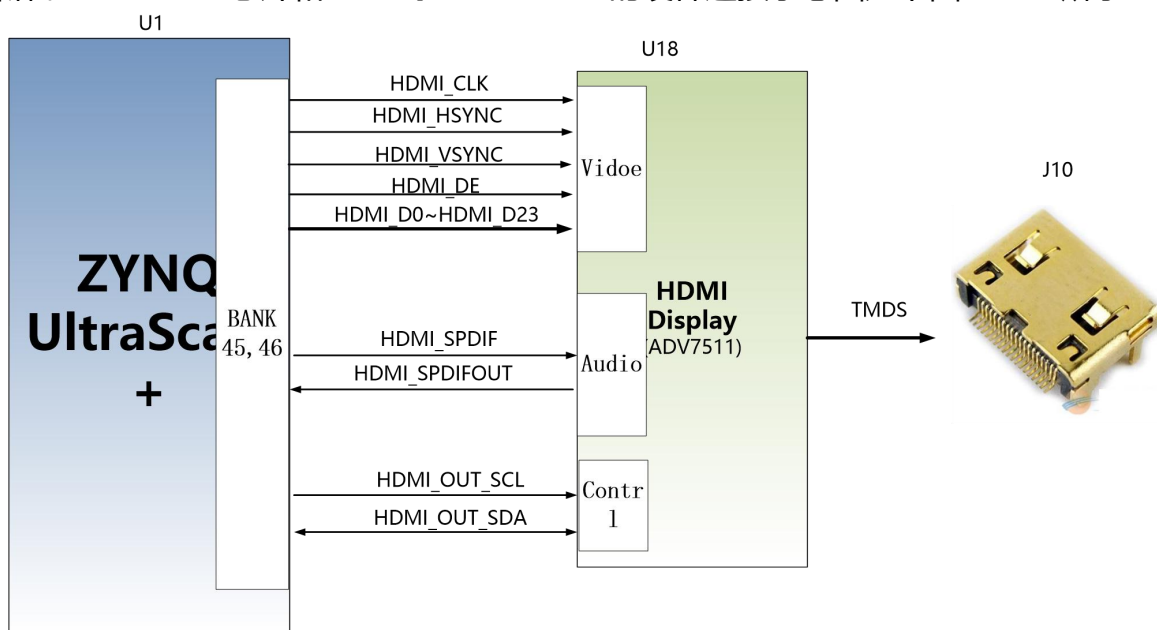 U1
U18
J10
HDMI_CLK
HDMI_HSYNC
HDMI_VSYNC
HDMI_DE
HDMI_D0~HDMI_D23
Vidoe
ZYNQ
UltraSca
+
BANK
45, 46
HDMI_SPDIF
HDMI_SPDIFOUT
Audio
HDMI
Display
(ADV7511)
TMDS
HDMI_OUT_SCL
HDMI_OUT_SDA
Contr
l